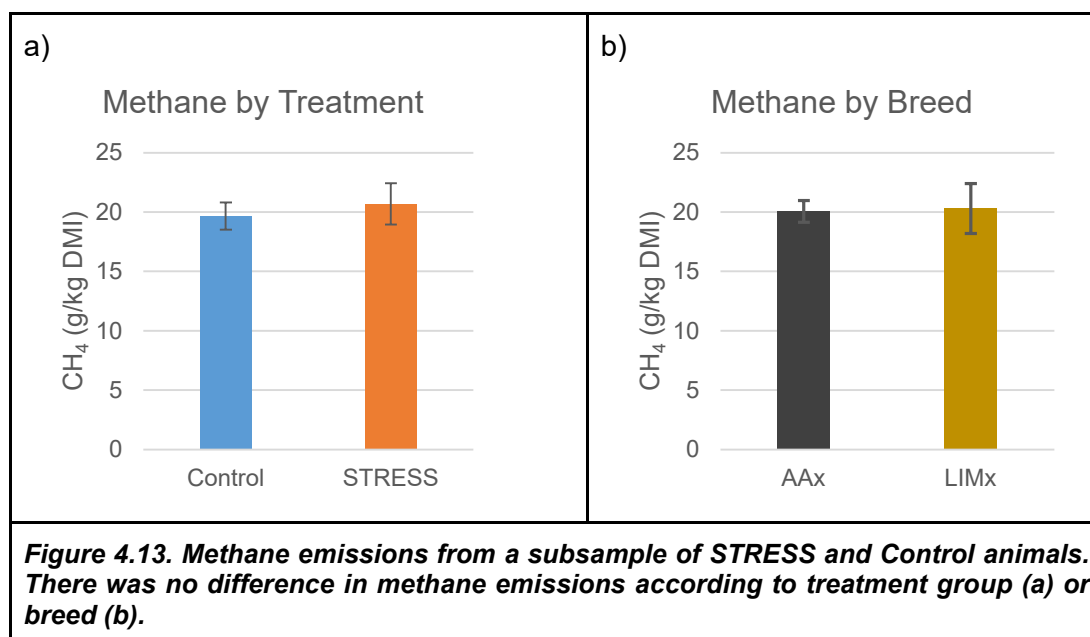 a)
Methane by Treatment
25
20
15
10
5
0
CH₄ (g/kg DMI)
Control STRESS
b)
Methane by Breed
25
20
15
10
5
0
CH₄ (g/kg DMI)
AAx LIMx
Figure 4.13. Methane emissions from a subsample of STRESS and Control animals.
There was no difference in methane emissions according to treatment group (a) or
breed (b).